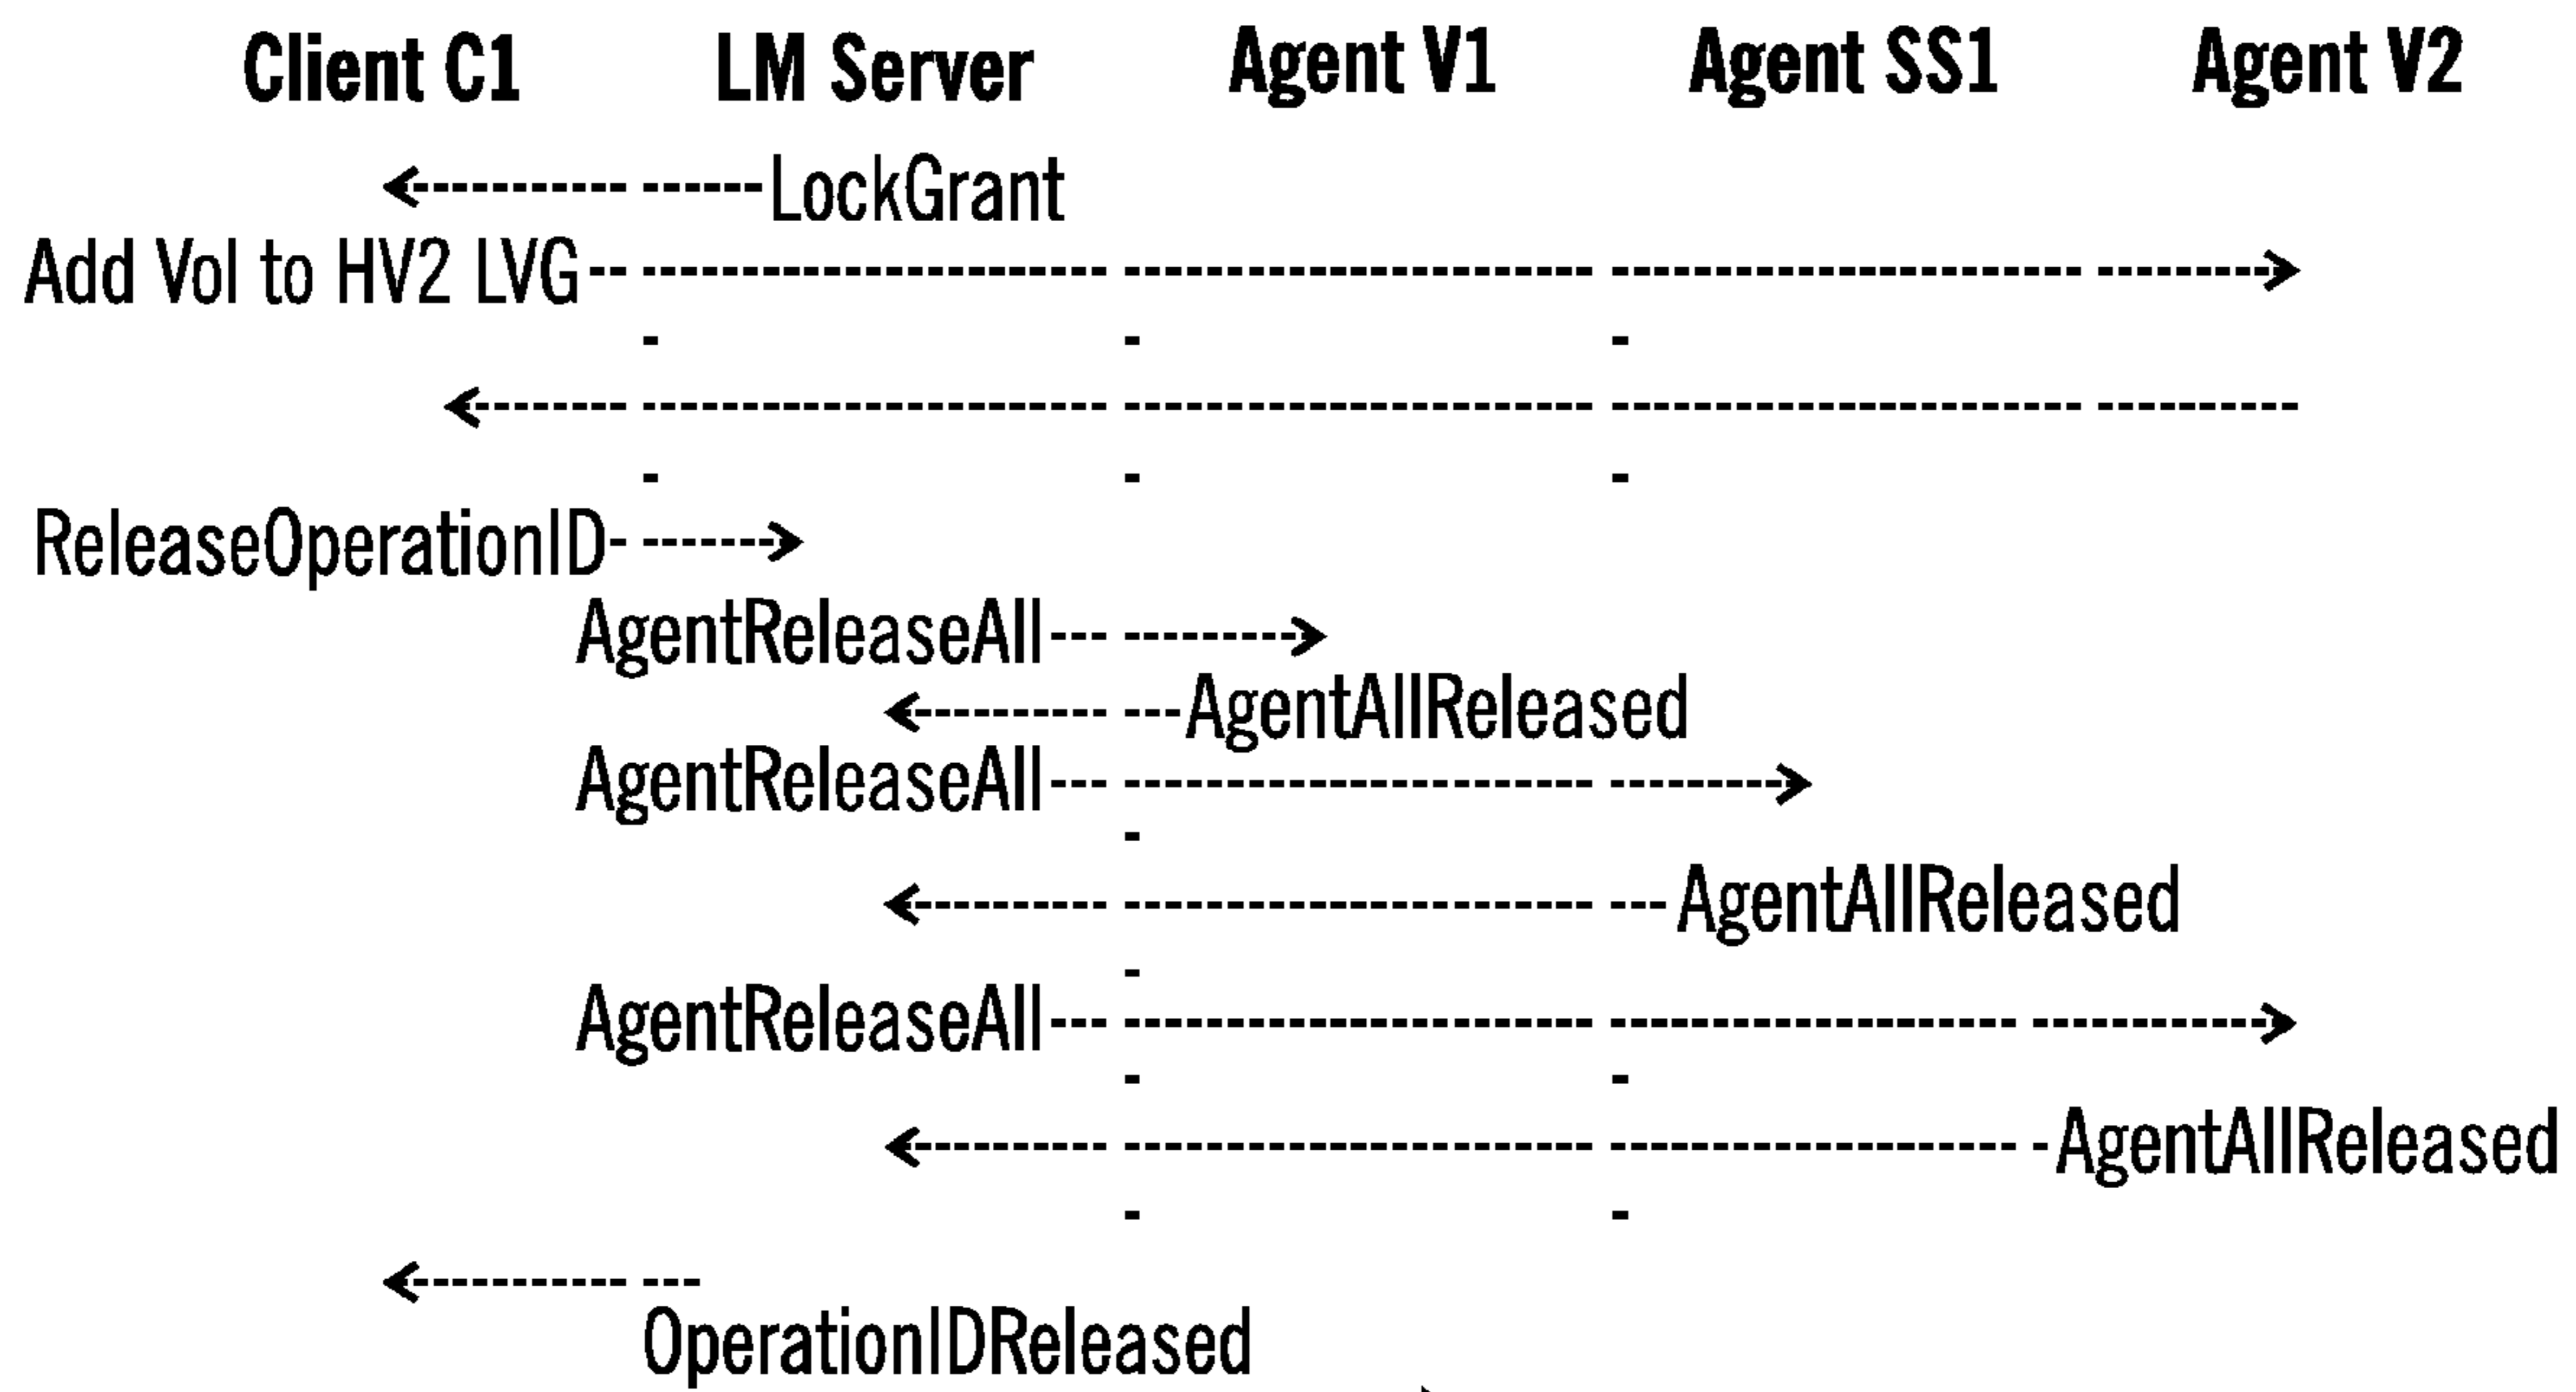 Client C1 LM Server Agent V1 Agent SS1 Agent V2
LockGrant
Add Vol to HV2 LVG
ReleaseOperationID
AgentReleaseAll
AgentAllReleased
AgentReleaseAll
AgentAllReleased
AgentReleaseAll
AgentAllReleased
OperationIDReleased